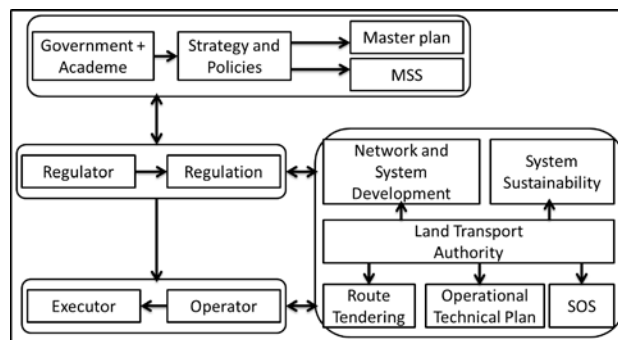 Government +
Academe
Strategy and
Policies
Master plan
MSS
Regulator
Regulation
Network and
System
Development
System
Sustainability
Land Transport
Authority
Executor
Operator
Route
Tendering
Operational
Technical Plan
SOS